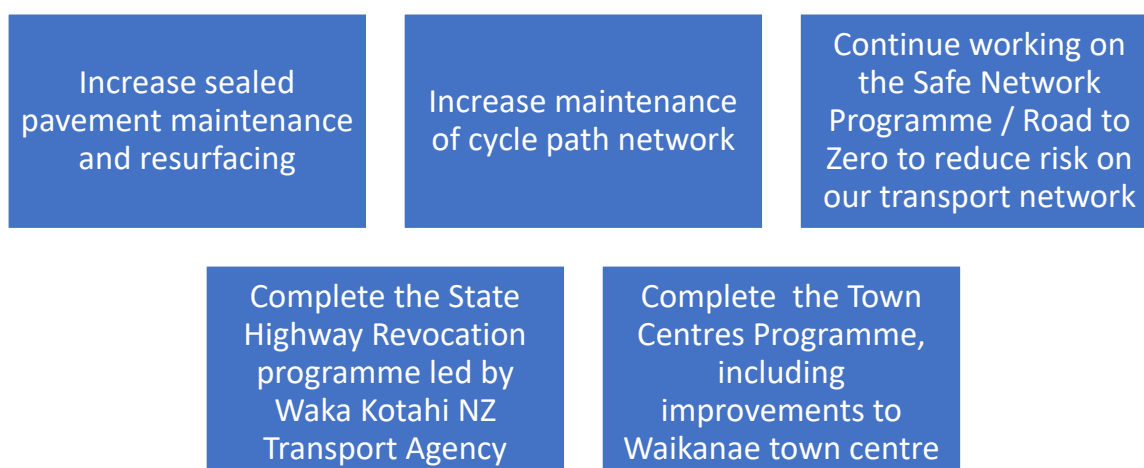 Increase sealed
pavement maintenance
and resurfacing
Increase maintenance
of cycle path network
Continue working on
the Safe Network
Programme / Road to
Zero to reduce risk on
our transport network
Complete the State
Highway Revocation
programme led by
Waka Kotahi NZ
Transport Agency
Complete  the Town
Centres Programme,
including
improvements to
Waikanae town centre